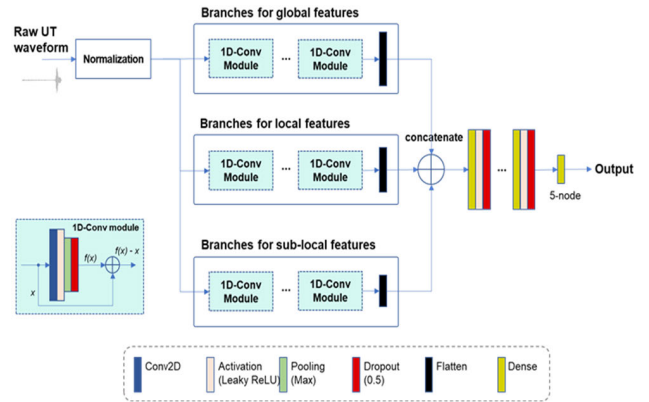 Branches for global features
Raw UT
waveform
Normalization
1D-Conv
Module
...
1D-Conv
Module
Branches for local features
1D-Conv
Module
...
1D-Conv
Module
concatenate
...
Output
5-node
1D-Conv module
f(x)
f(x) - x
x
Branches for sub-local features
1D-Conv
Module
...
1D-Conv
Module
Conv2D
Activation
(Leaky ReLU)
Pooling
(Max)
Dropout
(0.5)
Flatten
Dense